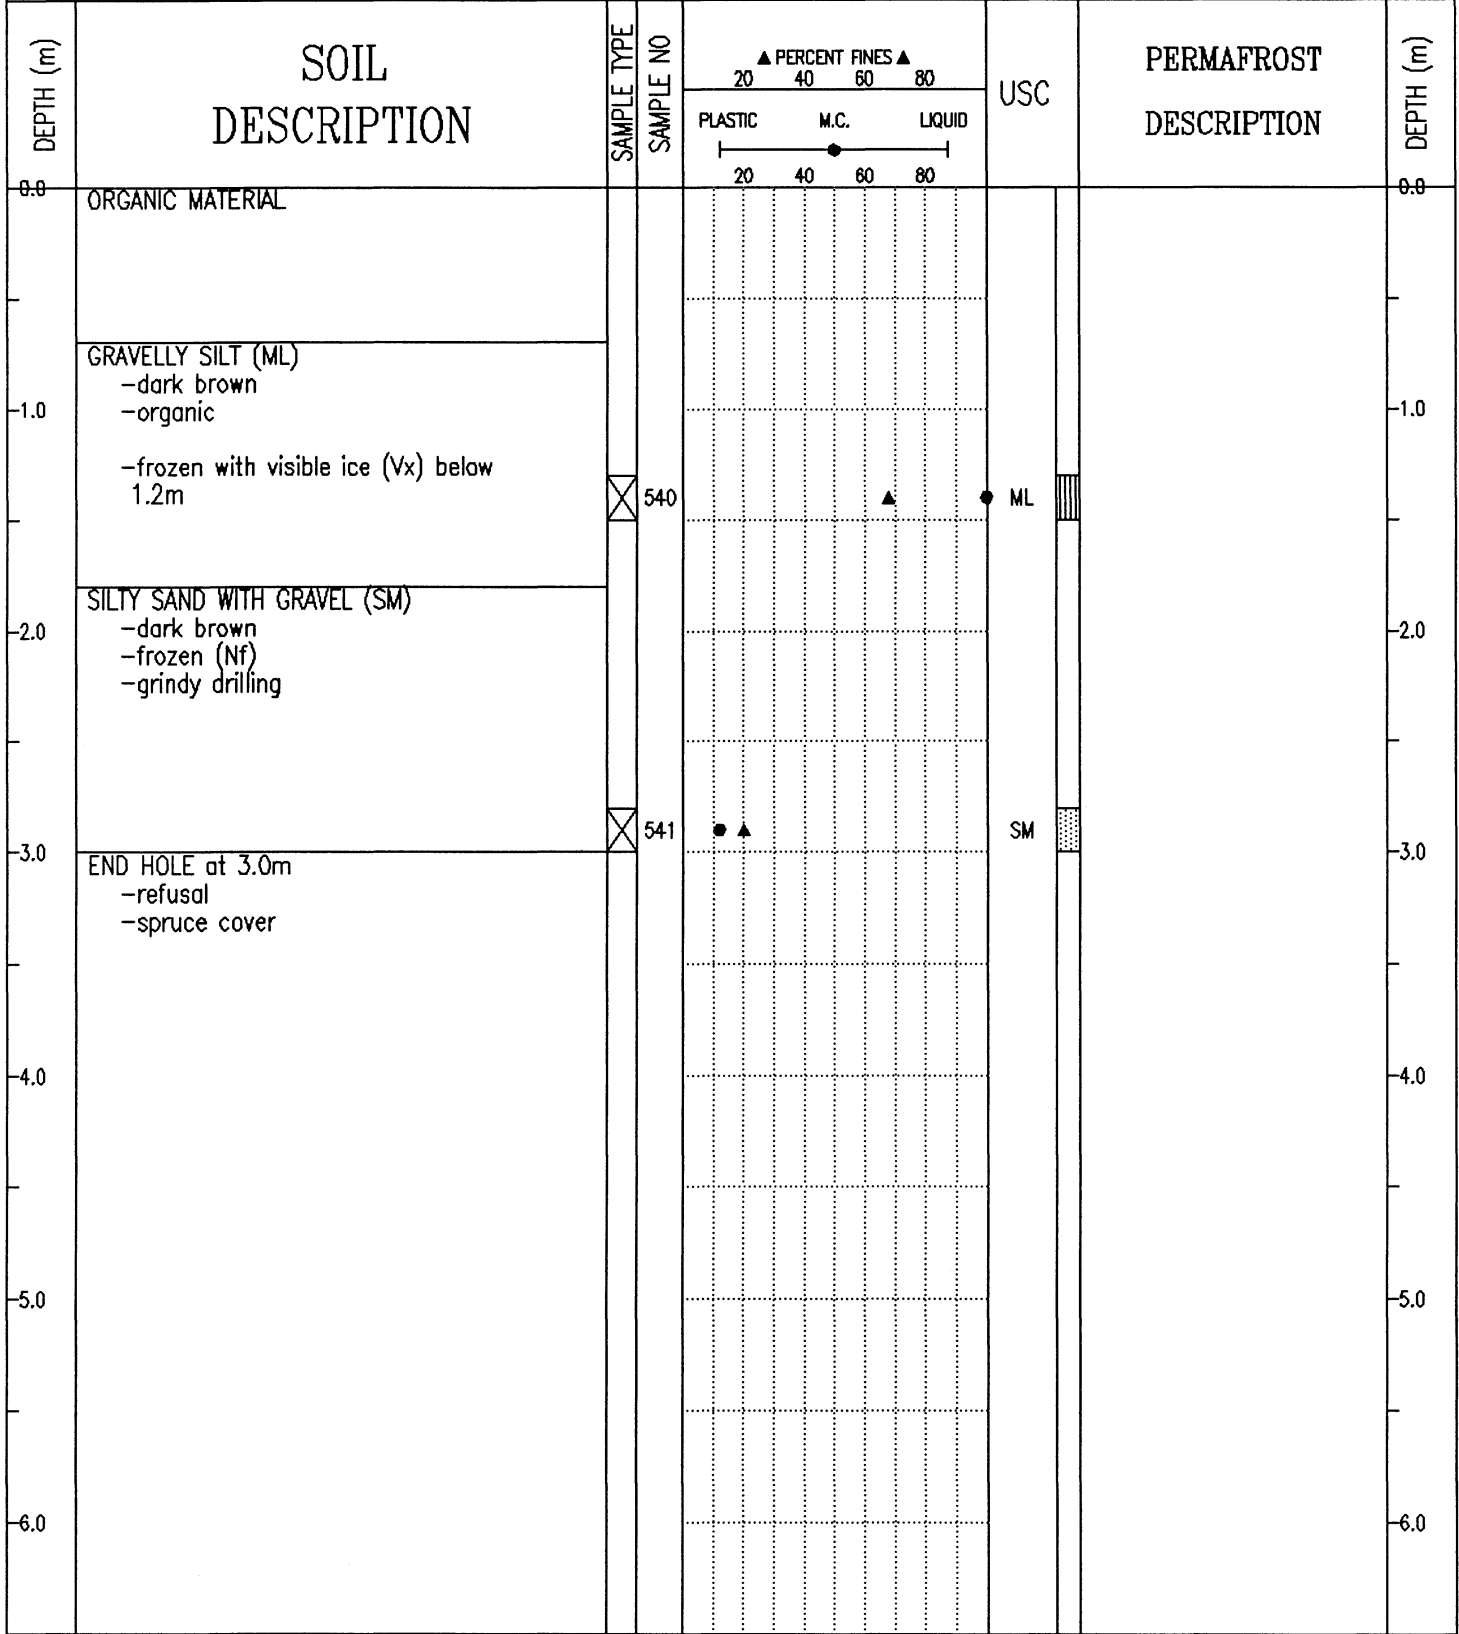 DEPTH (m)
SOIL
DESCRIPTION
SAMPLE TYPE
SAMPLE NO
▲ PERCENT FINES ▲
20 40 60 80
PLASTIC M.C. LIQUID
20 40 60 80
USC
PERMAFROST
DESCRIPTION
DEPTH (m)
0.0 0.0
ORGANIC MATERIAL
GRAVELLY SILT (ML)
-dark brown
1.0 -organic 1.0
-frozen with visible ice (Vx) below
1.2m 540 ML
SILTY SAND WITH GRAVEL (SM)
2.0 -dark brown 2.0
-frozen (Nf)
-grindy drilling
541 SM
3.0 3.0
END HOLE at 3.0m
-refusal
-spruce cover
4.0 4.0
5.0 5.0
6.0 6.0